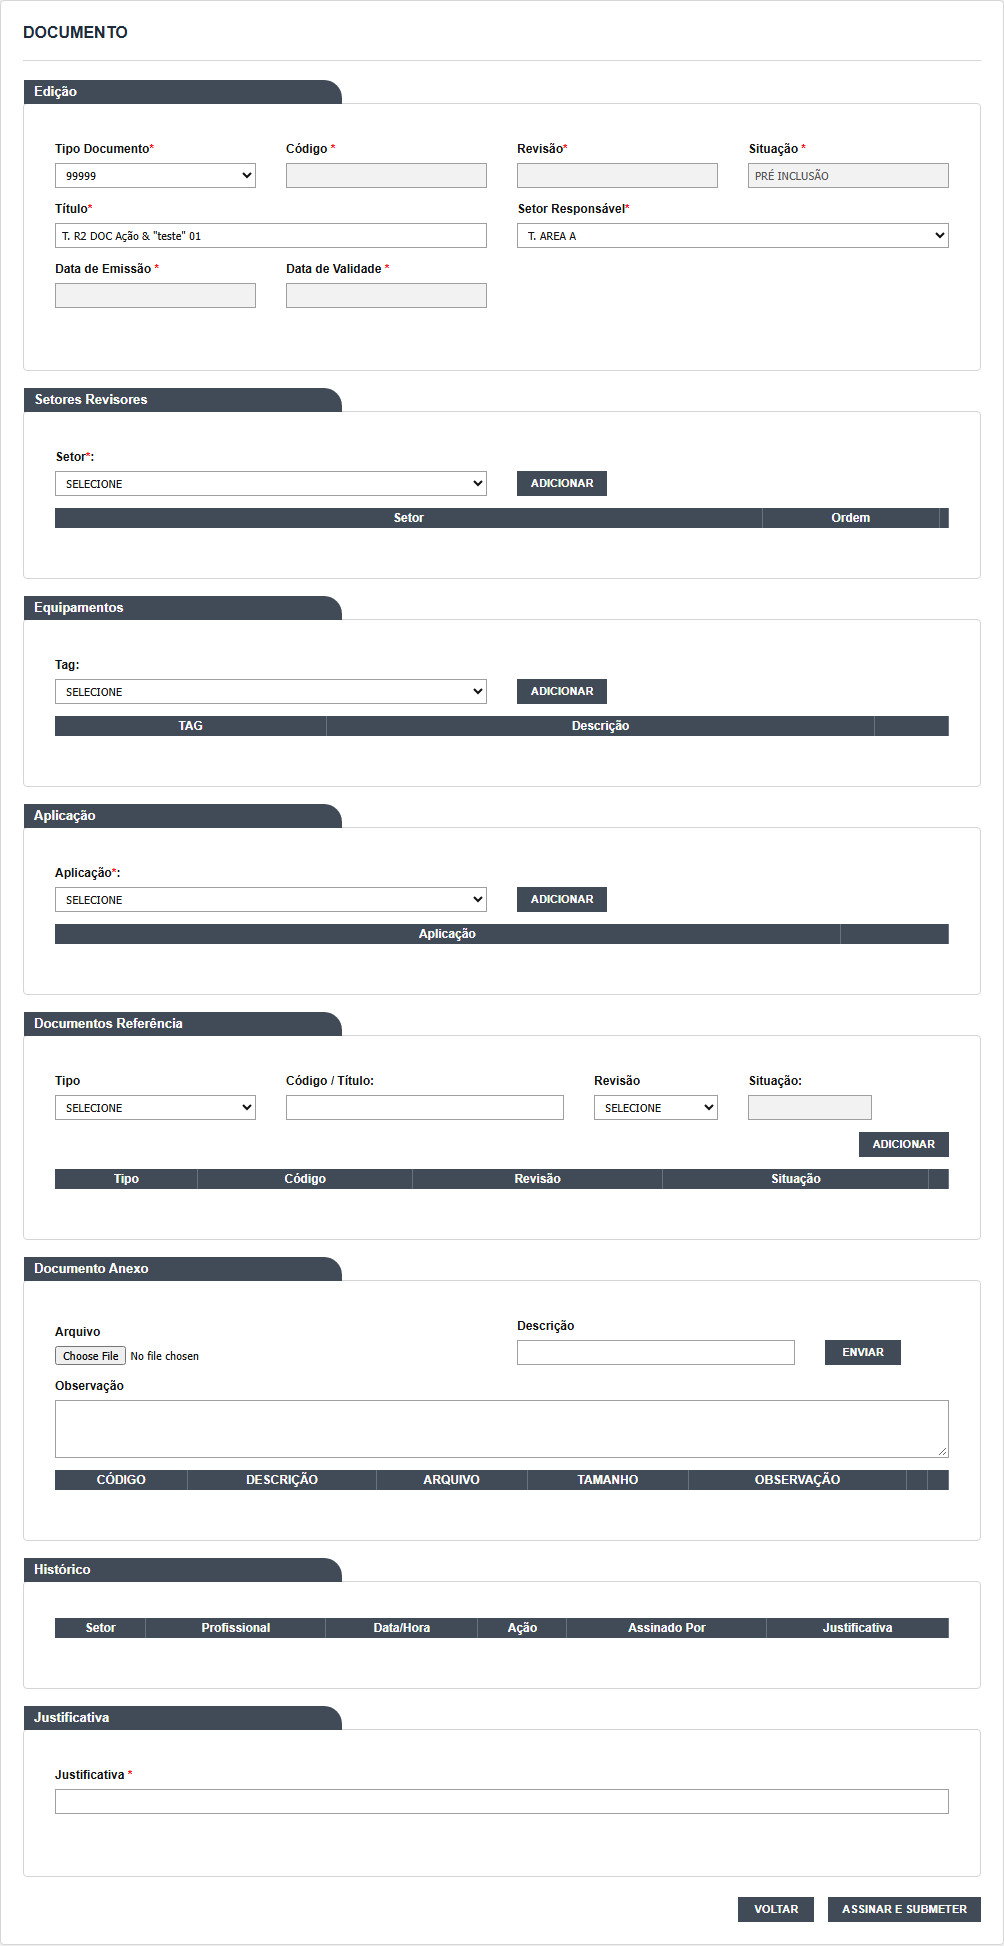 DOCUMENTO
Edição
Tipo Documento* Código * Revisão* Situação *
99999 PRÉ INCLUSÃO
Título* Setor Responsável*
T. R2 DOC Ação & "teste" 01 T. AREA A
Data de Emissão * Data de Validade *
Setores Revisores
Setor*:
SELECIONE ADICIONAR
Setor Ordem
Equipamentos
Tag:
SELECIONE ADICIONAR
TAG Descrição
Aplicação
Aplicação*:
SELECIONE ADICIONAR
Aplicação
Documentos Referência
Tipo Código / Título: Revisão Situação:
SELECIONE SELECIONE
ADICIONAR
Tipo Código Revisão Situação
Documento Anexo
Arquivo Descrição
Choose File No file chosen ENVIAR
Observação
CÓDIGO DESCRIÇÃO ARQUIVO TAMANHO OBSERVAÇÃO
Histórico
Setor Profissional Data/Hora Ação Assinado Por Justificativa
Justificativa
Justificativa *
VOLTAR ASSINAR E SUBMETER